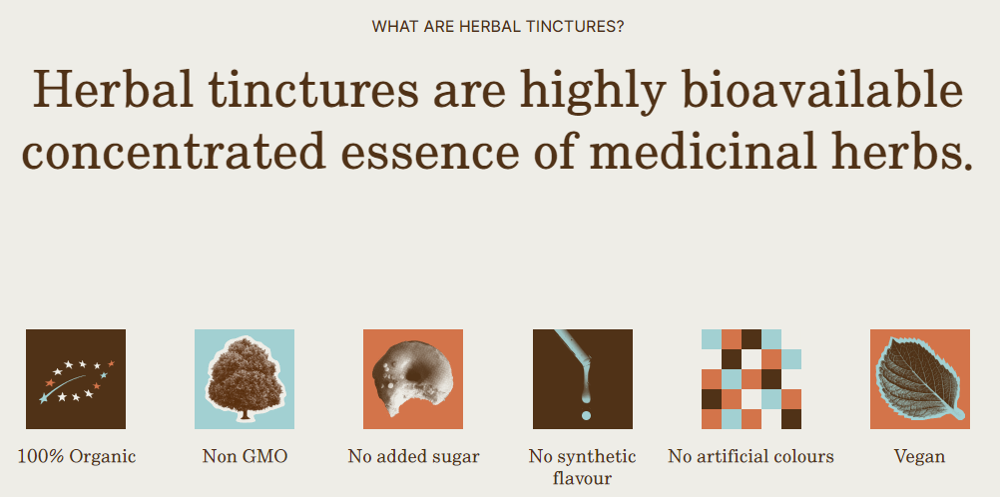 WHAT ARE HERBAL TINCTURES?
Herbal tinctures are highly bioavailable
concentrated essence of medicinal herbs.
100% Organic
Non GMO
No added sugar
No synthetic
flavour
No artificial colours
Vegan